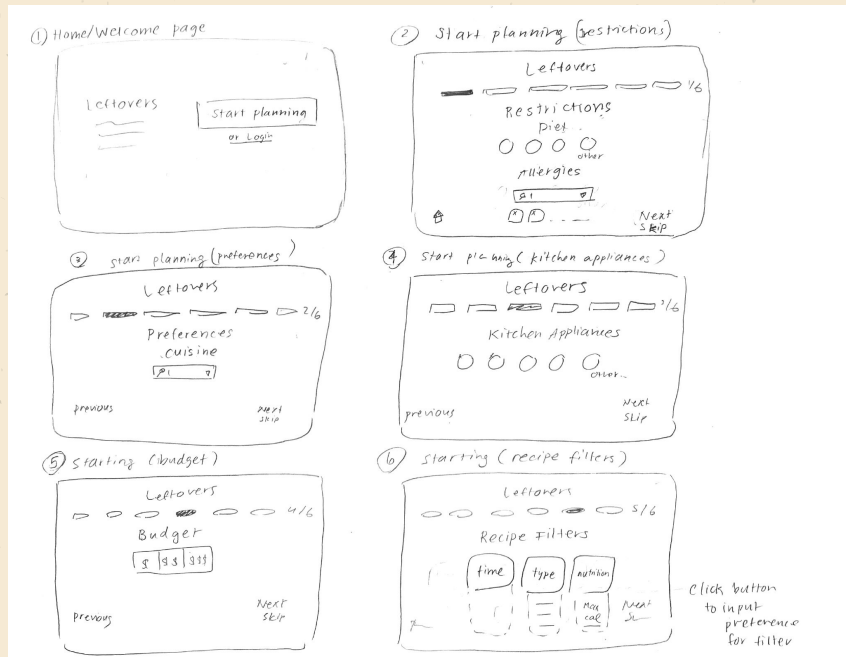 ① Home/Welcome page
Leftovers
Start planning
or Login
② Start planning (restrictions)
Leftovers
1/6
Restrictions
Diet
other
Allergies
Next
Skip
③ start planning (preferences)
Leftovers
2/6
Preferences
Cuisine
previous
Next
skip
④ Start planning (kitchen appliances)
Leftovers
3/6
Kitchen Appliances
other
previous
Next
Skip
⑤ Starting (budget)
Leftovers
4/6
Budget
$ $$ $$$
Previous
Next
Skip
⑥ Starting (recipe filters)
Leftovers
5/6
Recipe Filters
time type nutrition
Max
cal
Next
Click button
to input
preference
for filter